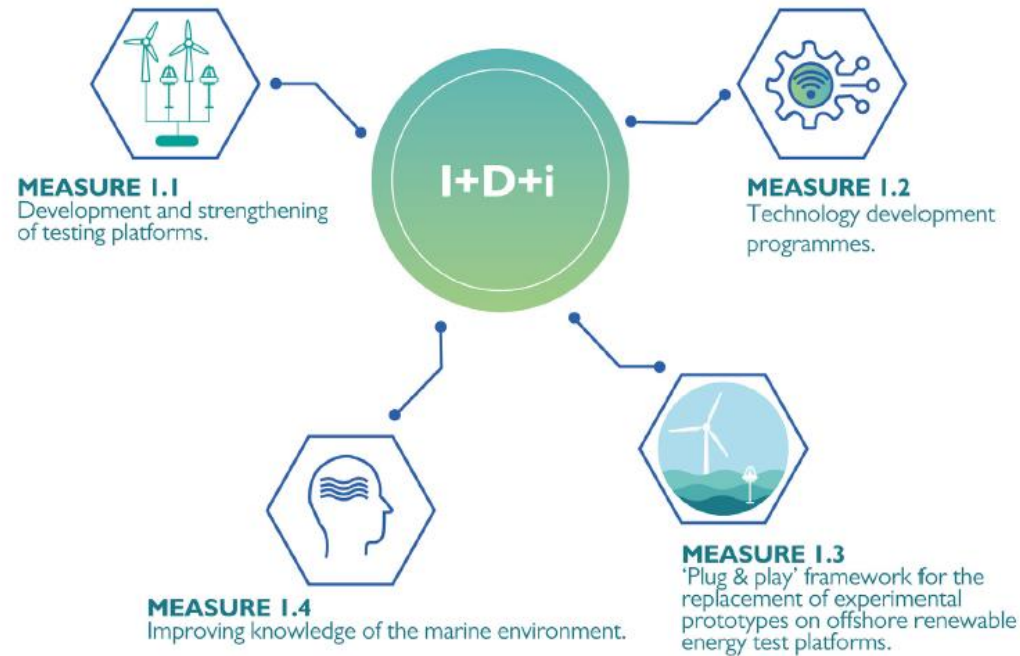 I+D+i
MEASURE 1.1
Development and strengthening
of testing platforms.
MEASURE 1.2
Technology development
programmes.
MEASURE 1.3
‘Plug & play’ framework for the
replacement of experimental
prototypes on offshore renewable
energy test platforms.
MEASURE 1.4
Improving knowledge of the marine environment.